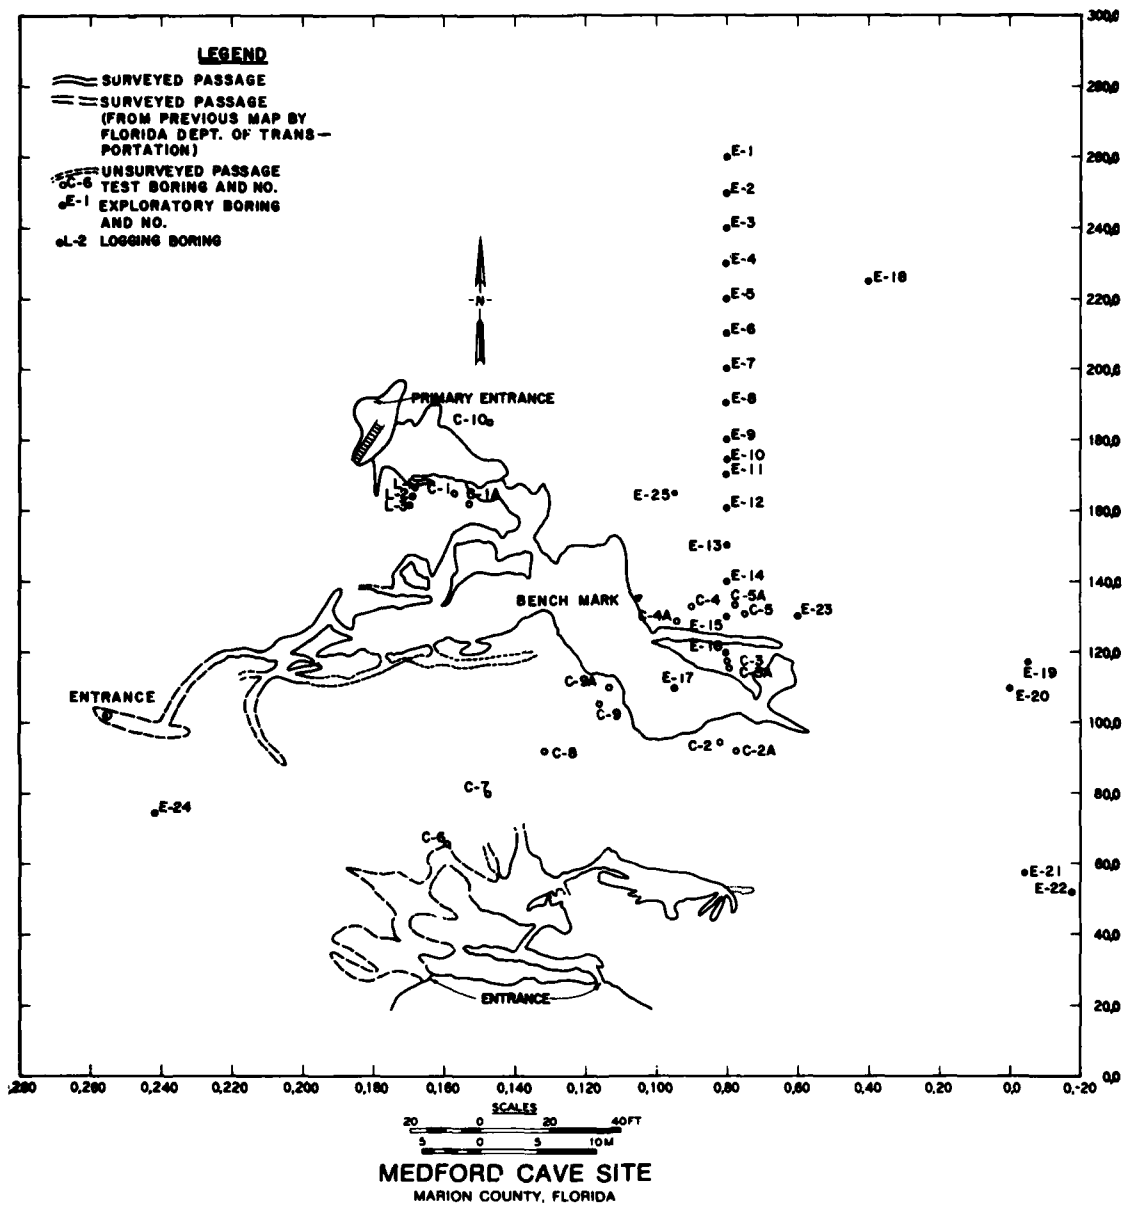 LEGEND
SURVEYED PASSAGE
SURVEYED PASSAGE
(FROM PREVIOUS MAP BY
FLORIDA DEPT. OF TRANS-
PORTATION)
UNSURVEYED PASSAGE
C-6 TEST BORING AND NO.
E-1 EXPLORATORY BORING
AND NO.
L-2 LOGGING BORING
300,0
280,0
260,0
240,0
220,0
200,0
180,0
160,0
140,0
120,0
100,0
80,0
60,0
40,0
20,0
0,0
E-1
E-2
E-3
E-4
E-5
E-6
E-7
E-8
E-9
E-10
E-11
E-12
E-13
E-14
E-15
E-16
E-17
E-18
E-19
E-20
E-21
E-22
E-23
E-24
E-25
N
PRIMARY ENTRANCE
C-10
L-2
L-3
C-1
C-1A
BENCH MARK
C-4
C-4A
C-5A
C-5
C-3
C-3A
C-9A
C-9
C-2
C-2A
C-8
C-7
C-6
ENTRANCE
ENTRANCE
0,260
0,240
0,220
0,200
0,180
0,160
0,140
0,120
0,100
0,80
0,60
0,40
0,0
0,-20
SCALES
20 0 20 40 FT
5 0 5 10 M
MEDFORD CAVE SITE
MARION COUNTY, FLORIDA